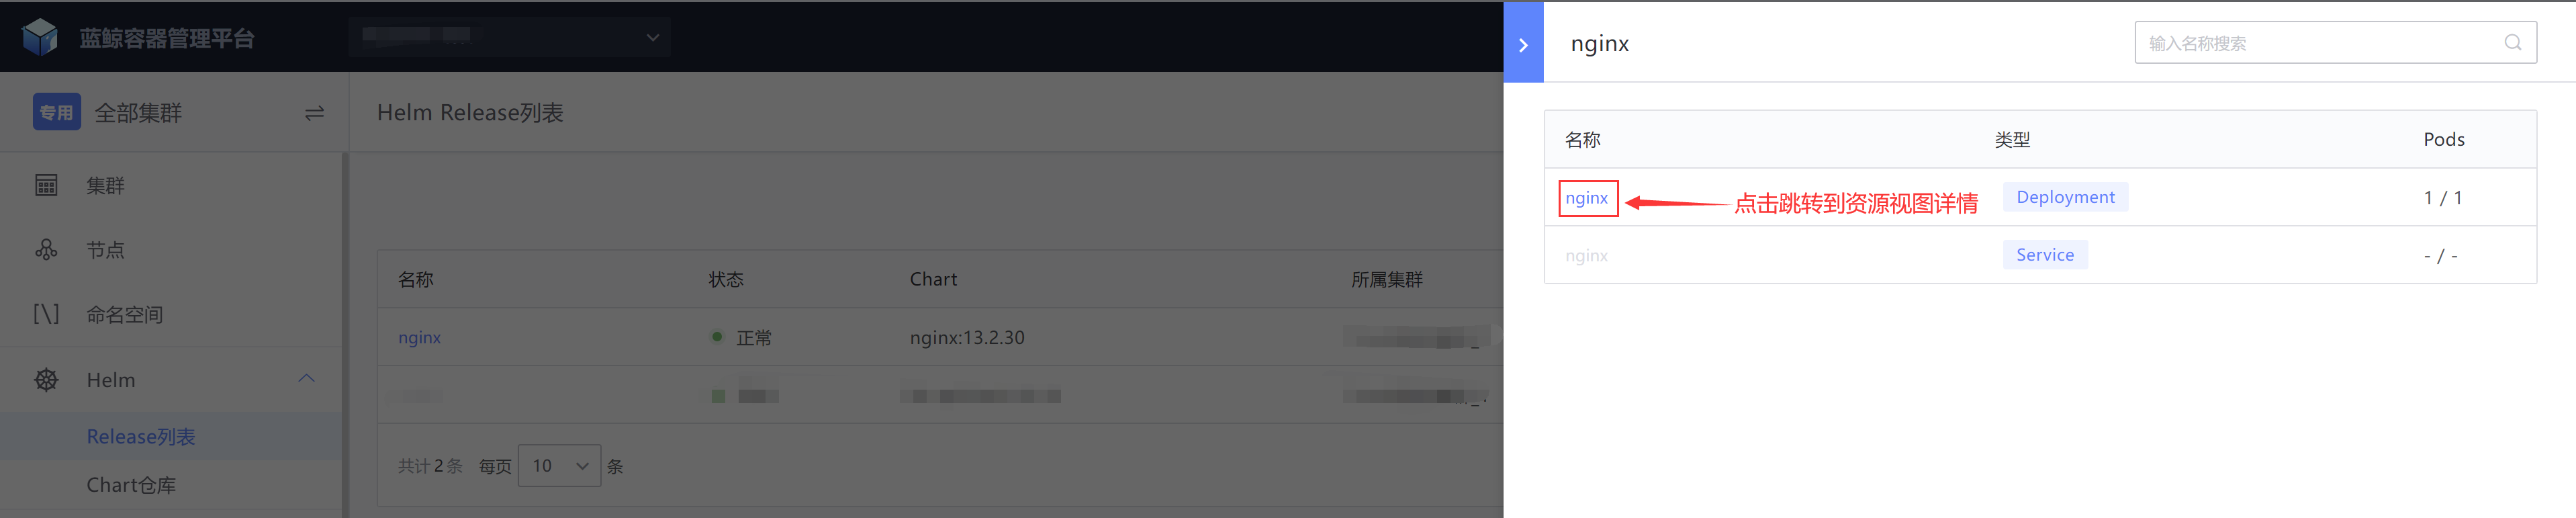 蓝鲸容器管理平台
专用 全部集群
集群
节点
命名空间
Helm
Release列表
Chart仓库
Helm Release列表
名称 状态 Chart 所属集群
nginx 正常 nginx:13.2.30
共计2条 每页 10 条
nginx 输入名称搜索
名称 类型 Pods
nginx 点击跳转到资源视图详情 Deployment 1 / 1
nginx Service - / -